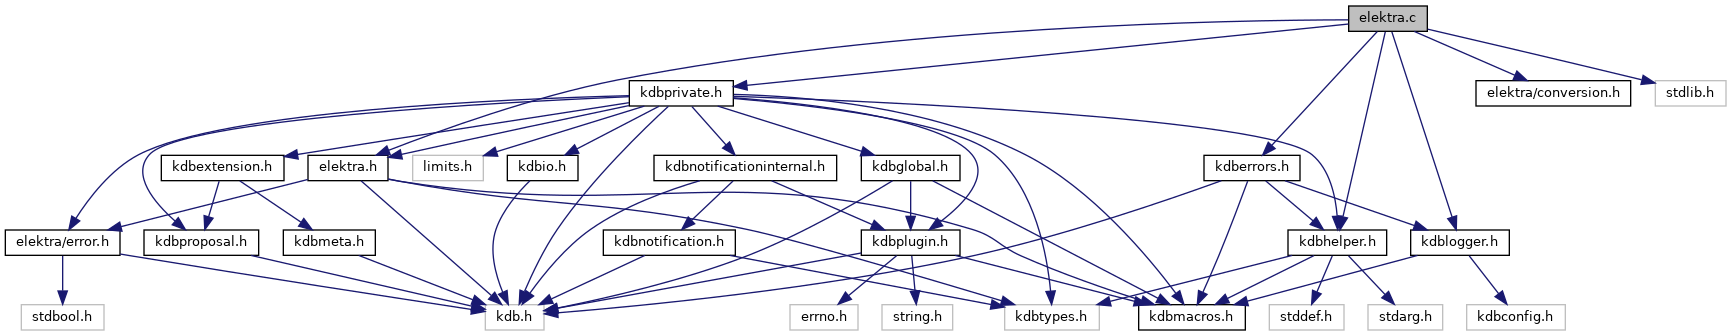 elektra.c
kdbprivate.h
elektra/conversion.h
stdlib.h
kdbextension.h
elektra.h
limits.h
kdbio.h
kdbnotificationinternal.h
kdbglobal.h
kdberrors.h
elektra/error.h
kdbproposal.h
kdbmeta.h
kdbnotification.h
kdbplugin.h
kdbhelper.h
kdblogger.h
stdbool.h
kdb.h
errno.h
string.h
kdbtypes.h
kdbmacros.h
stddef.h
stdarg.h
kdbconfig.h